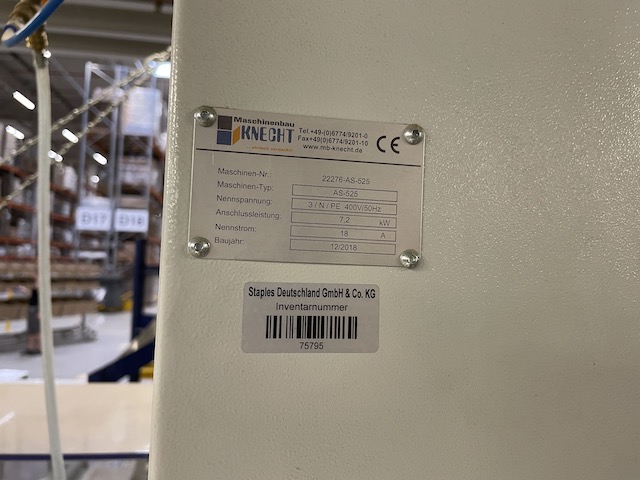 Maschinenbau
KNECHT
Tel.+49-(0)6774/9201-0
Fax+49(0)6774/9201-10
www.mb-knecht.de
CE
Maschinen-Nr.: 22276-AS-525
Maschinen-Typ: AS-525
Nennspannung: 3 / N / PE 400V/50Hz
Anschlussleistung: 7,2 kW
Nennstrom: 18 A
Baujahr: 12/2018
Staples Deutschland GmbH & Co. KG
Inventarnummer
75795
D17 D18